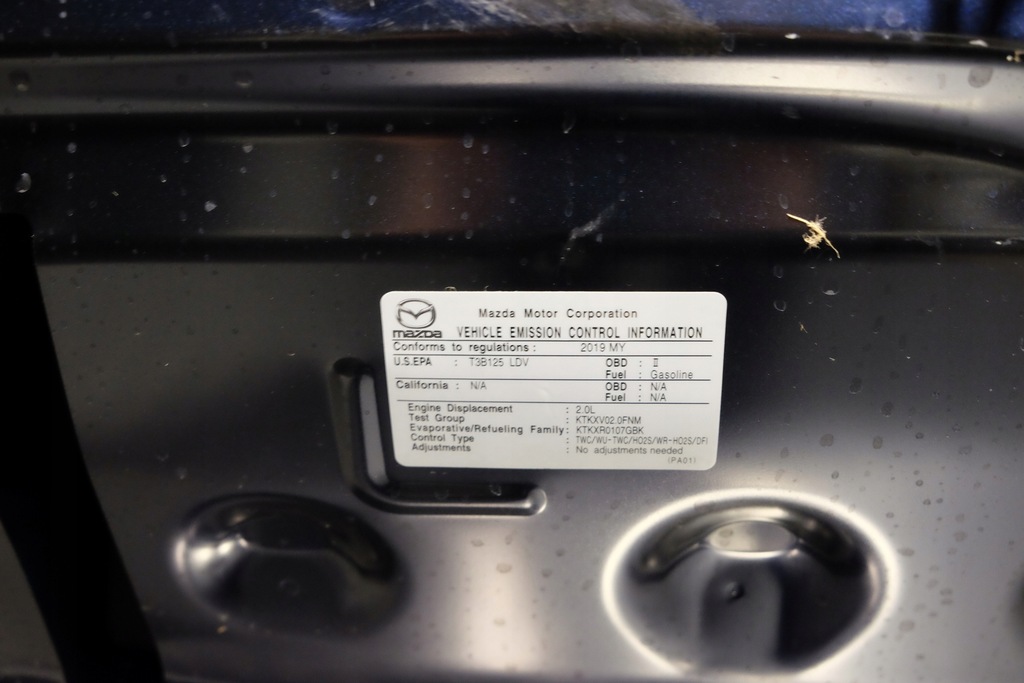 Mazda Motor Corporation
mazda VEHICLE EMISSION CONTROL INFORMATION
Conforms to regulations : 2019 MY
U.S.EPA : T3B125 LDV OBD : II
Fuel : Gasoline
California : N/A OBD : N/A
Fuel : N/A
Engine Displacement : 2.0L
Test Group : KTKXV02.0FNM
Evaporative/Refueling Family : KTKXR0107GBK
Control Type : TWC/WU-TWC/HO2S/WR-HO2S/DFI
Adjustments : No adjustments needed
(PA01)